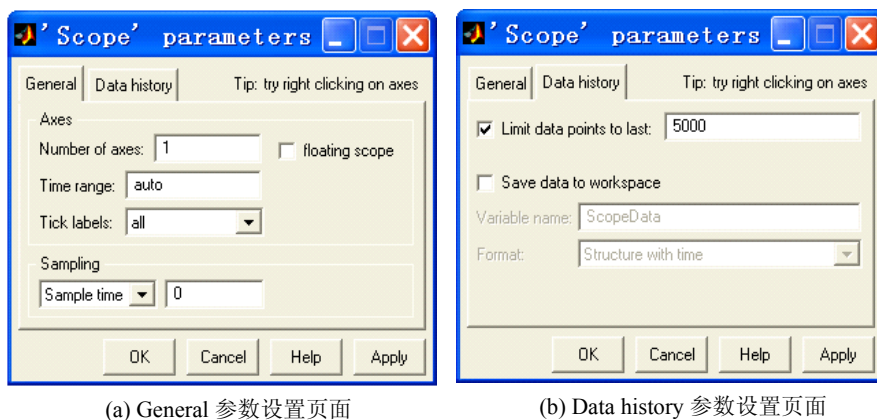 'Scope' parameters
General Data history Tip: try right clicking on axes
Axes
Number of axes: 1 floating scope
Time range: auto
Tick labels: all
Sampling
Sample time 0
OK Cancel Help Apply
(a) General 参数设置页面
'Scope' parameters
General Data history Tip: try right clicking on axes
Limit data points to last: 5000
Save data to workspace
Variable name: ScopeData
Format: Structure with time
OK Cancel Help Apply
(b) Data history 参数设置页面